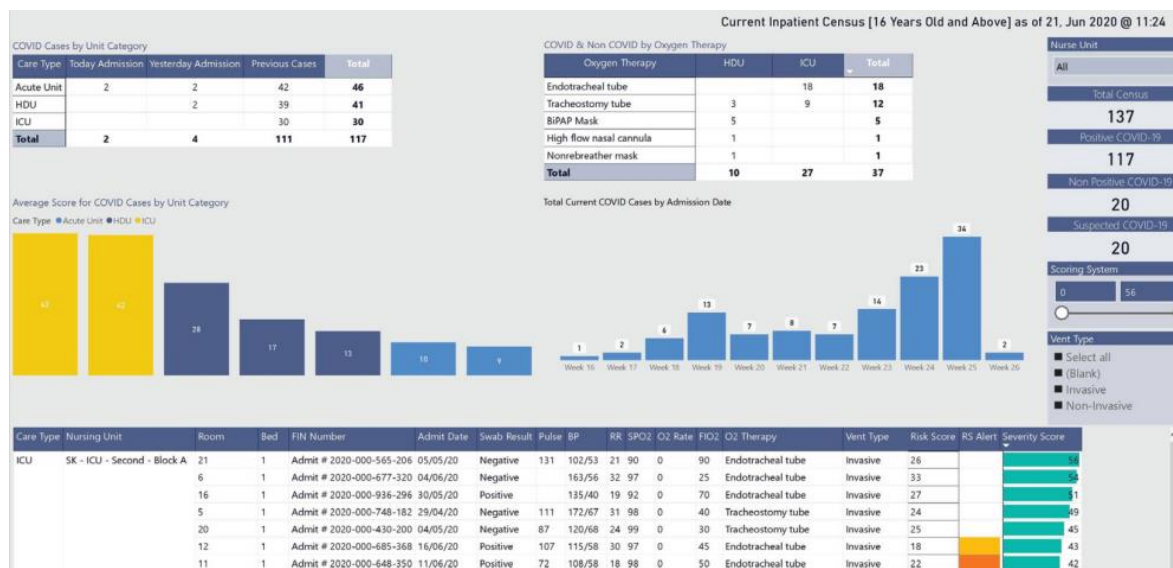 Current Inpatient Census [16 Years Old and Above] as of 21, Jun 2020 @ 11:24
COVID Cases by Unit Category
Care Type Today Admission Yesterday Admission Previous Cases Total
Acute Unit 2 2 42 46
HDU 2 39 41
ICU 30 30
Total 2 4 111 117
COVID & Non COVID by Oxygen Therapy
Oxygen Therapy HDU ICU Total
Endotracheal tube 18 18
Tracheostomy tube 3 9 12
BiPAP Mask 5 5
High flow nasal cannula 1 1
Nonrebreather mask 1 1
Total 10 27 37
Nurse Unit
All
Total Census
137
Positive COVID-19
117
Non Positive COVID-19
20
Suspected COVID-19
20
Scoring System
0 56
Vent Type
Select all
(Blank)
Invasive
Non-Invasive
Average Score for COVID Cases by Unit Category
Care Type Acute Unit HDU ICU
42 28 17 13 10 9
Total Current COVID Cases by Admission Date
1 2 6 13 7 8 7 14 23 34 2
Week 16 Week 17 Week 18 Week 19 Week 20 Week 21 Week 22 Week 23 Week 24 Week 25 Week 26
Care Type Nursing Unit Room Bed FIN Number Admit Date Swab Result Pulse BP RR SPO2 O2 Rate FIO2 O2 Therapy Vent Type Risk Score RS Alert Severity Score
ICU SK - ICU - Second - Block A 21 1 Admit # 2020-000-565-206 05/05/20 Negative 131 102/53 21 90 0 90 Endotracheal tube Invasive 26 56
6 1 Admit # 2020-000-677-320 04/06/20 Negative 163/56 32 97 0 25 Endotracheal tube Invasive 33 54
16 1 Admit # 2020-000-936-296 30/05/20 Positive 135/40 19 92 0 70 Endotracheal tube Invasive 27 51
5 1 Admit # 2020-000-748-182 29/04/20 Negative 111 172/67 31 98 0 40 Tracheostomy tube Invasive 24 49
20 1 Admit # 2020-000-430-200 04/05/20 Negative 87 120/68 24 99 0 30 Tracheostomy tube Invasive 25 45
12 1 Admit # 2020-000-685-368 16/06/20 Positive 107 115/58 30 97 0 45 Endotracheal tube Invasive 18 43
11 1 Admit # 2020-000-648-350 11/06/20 Positive 72 108/58 18 98 0 50 Endotracheal tube Invasive 22 42